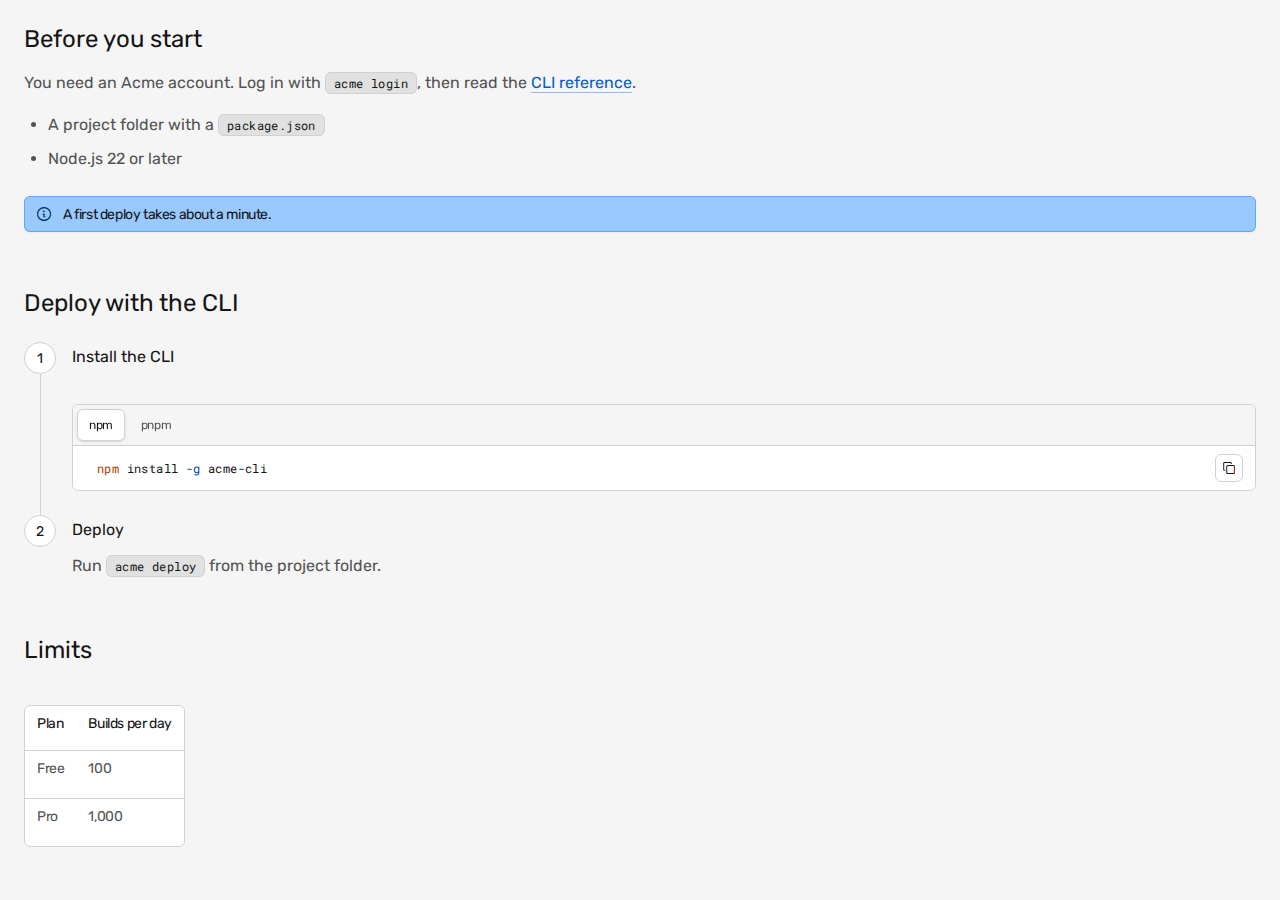 Before you start
You need an Acme account. Log in with acme login, then read the CLI reference.
A project folder with a package.json
Node.js 22 or later
A first deploy takes about a minute.
Deploy with the CLI
1 Install the CLI
npm pnpm
npm install -g acme-cli
2 Deploy
Run acme deploy from the project folder.
Limits
Plan Builds per day
Free 100
Pro 1,000